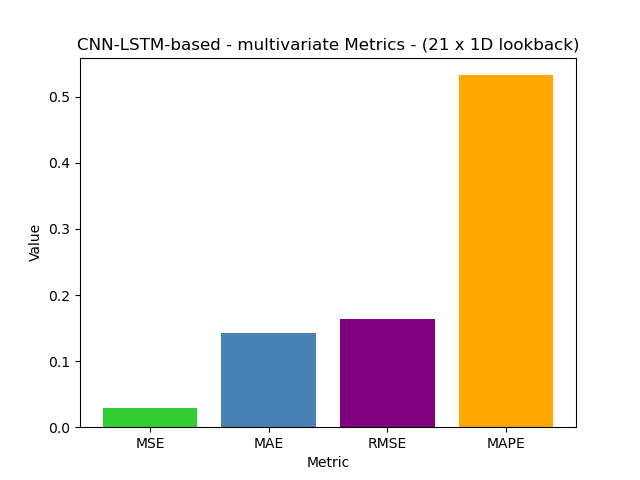 CNN-LSTM-based - multivariate Metrics - (21 x 1D lookback)
Value
0.5
0.4
0.3
0.2
0.1
0.0
MSE MAE RMSE MAPE
Metric